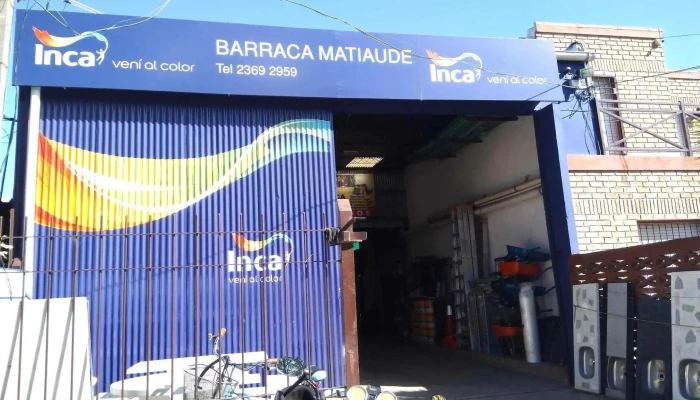 Inca
vení al color
BARRACA MATIAUDE
Tel 2369 2959
Inca
vení al color
Inca
vení al color